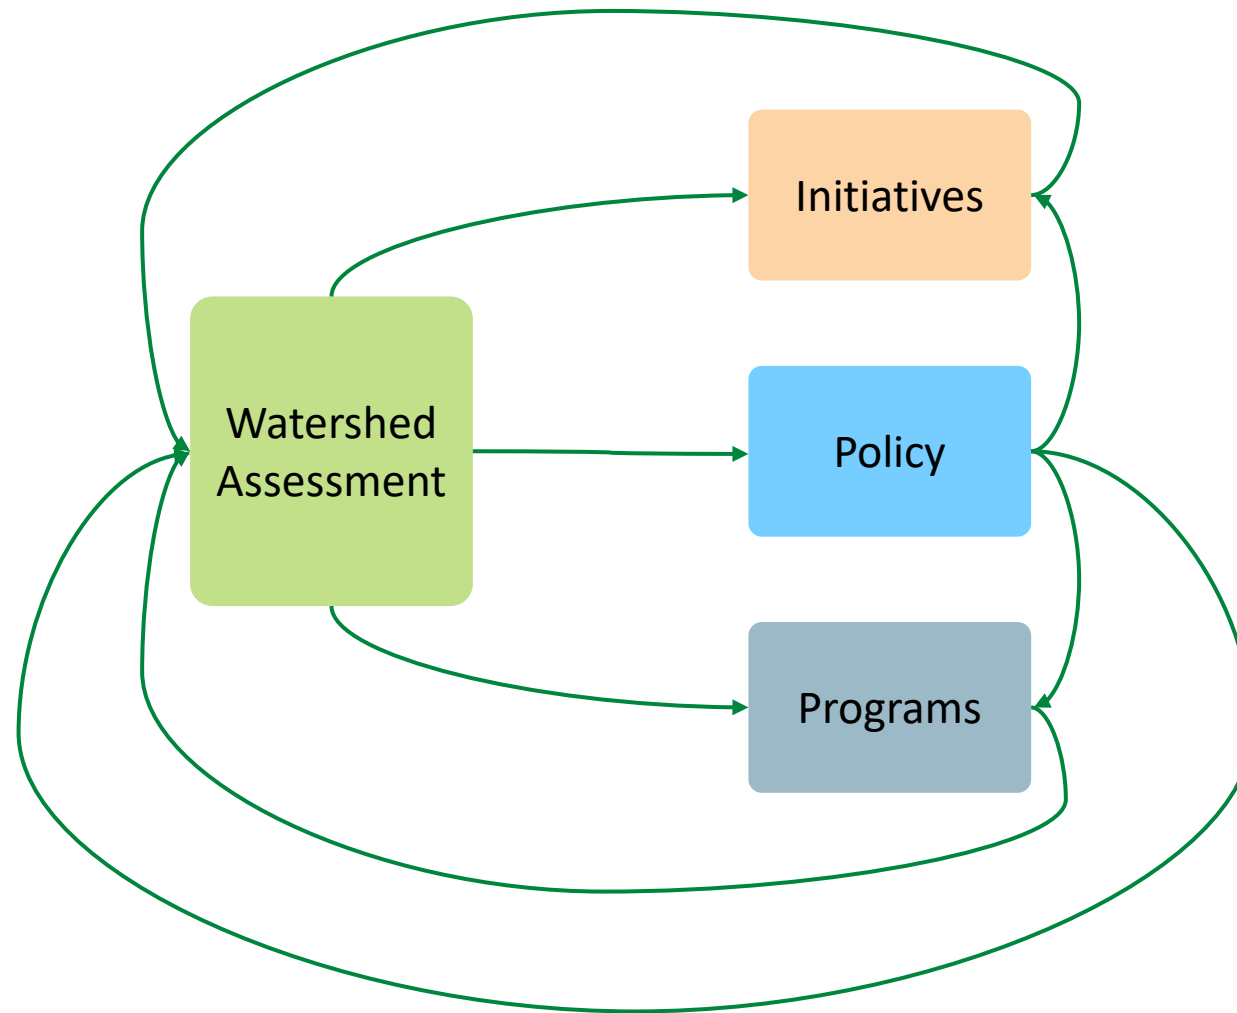 Initiatives
Watershed
Assessment
Policy
Programs